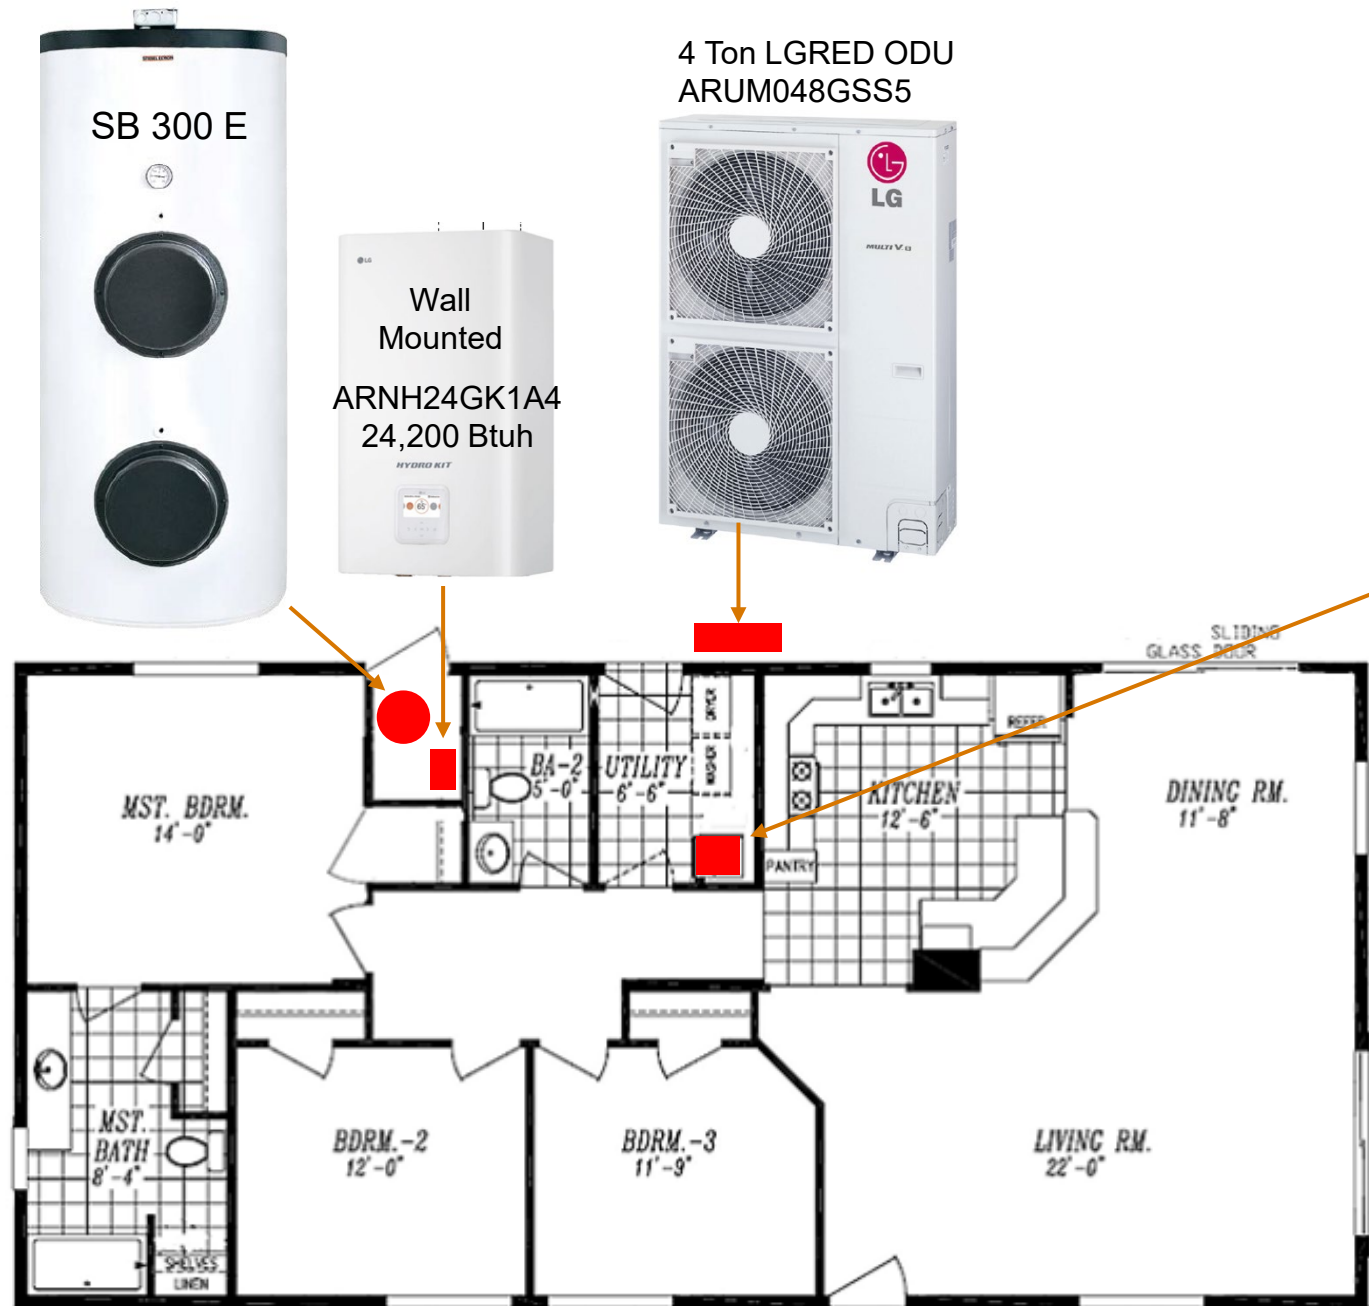 4 Ton LGRED ODU
ARUM048GSS5
STIEBEL ELTRON
SB 300 E
LG
MULTI V S
LG
Wall
Mounted
ARNH24GK1A4
24,200 Btuh
HYDRO KIT
SLIDING
GLASS DOOR
DRYER
WASHER
REFER
MST. BDRM.
14'-0"
BA-2
5'-0"
UTILITY
6'-6"
KITCHEN
12'-6"
DINING RM.
11'-8"
PANTRY
MST.
BATH
8'-4"
BDRM.-2
12'-0"
BDRM.-3
11'-9"
LIVING RM.
22'-0"
SHELVES
LINEN